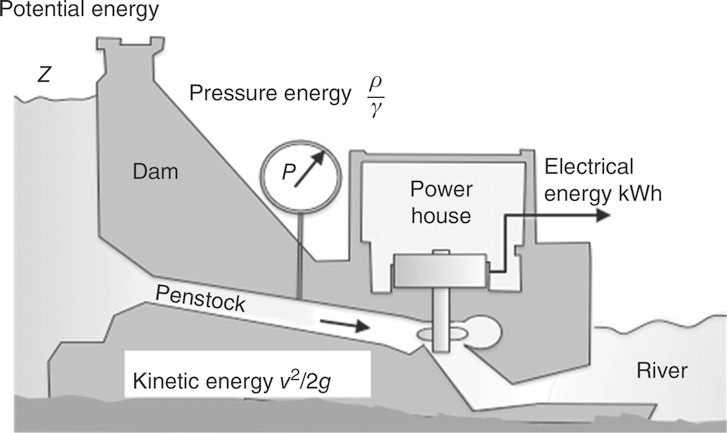 Potential energy
Z
Pressure energy ρ/γ
Dam
P
Power
house
Electrical
energy kWh
Penstock
Kinetic energy v²/2g
River